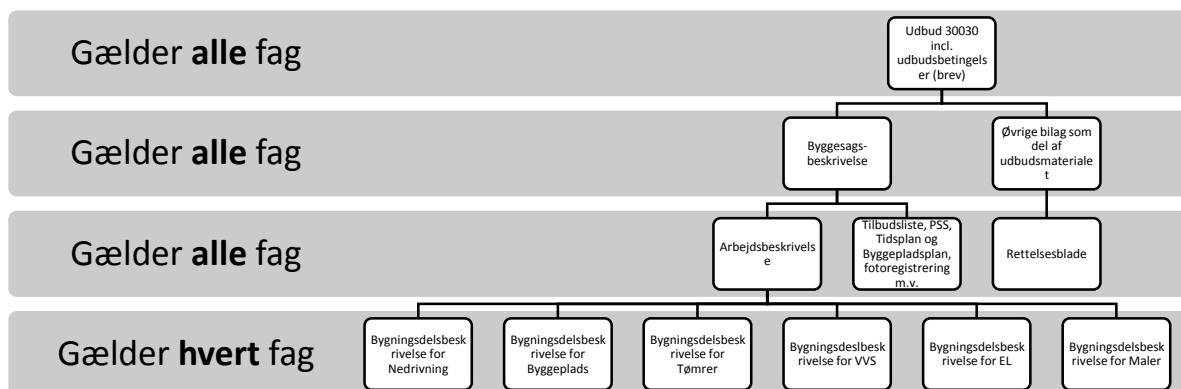 Gælder alle fag
Udbud 30030
incl.
udbudsbetingels
er (brev)
Gælder alle fag
Byggesags-
beskrivelse
Øvrige bilag som
del af
udbudsmateriale
t
Gælder alle fag
Arbejdsbeskrivels
e
Tilbudsliste, PSS,
Tidsplan og
Byggepladsplan,
fotoregistrering
m.v.
Rettelsesblade
Gælder hvert fag
Bygningsdelbesk
rivelse for
Nedrivning
Bygningsdelsbesk
rivelse for
Byggeplads
Bygningsdelsbesk
rivelse for
Tømrer
Bygningsdeslbesk
rivelse for VVS
Bygningsdelsbesk
rivelse for EL
Bygningsdelsbesk
rivelse for Maler